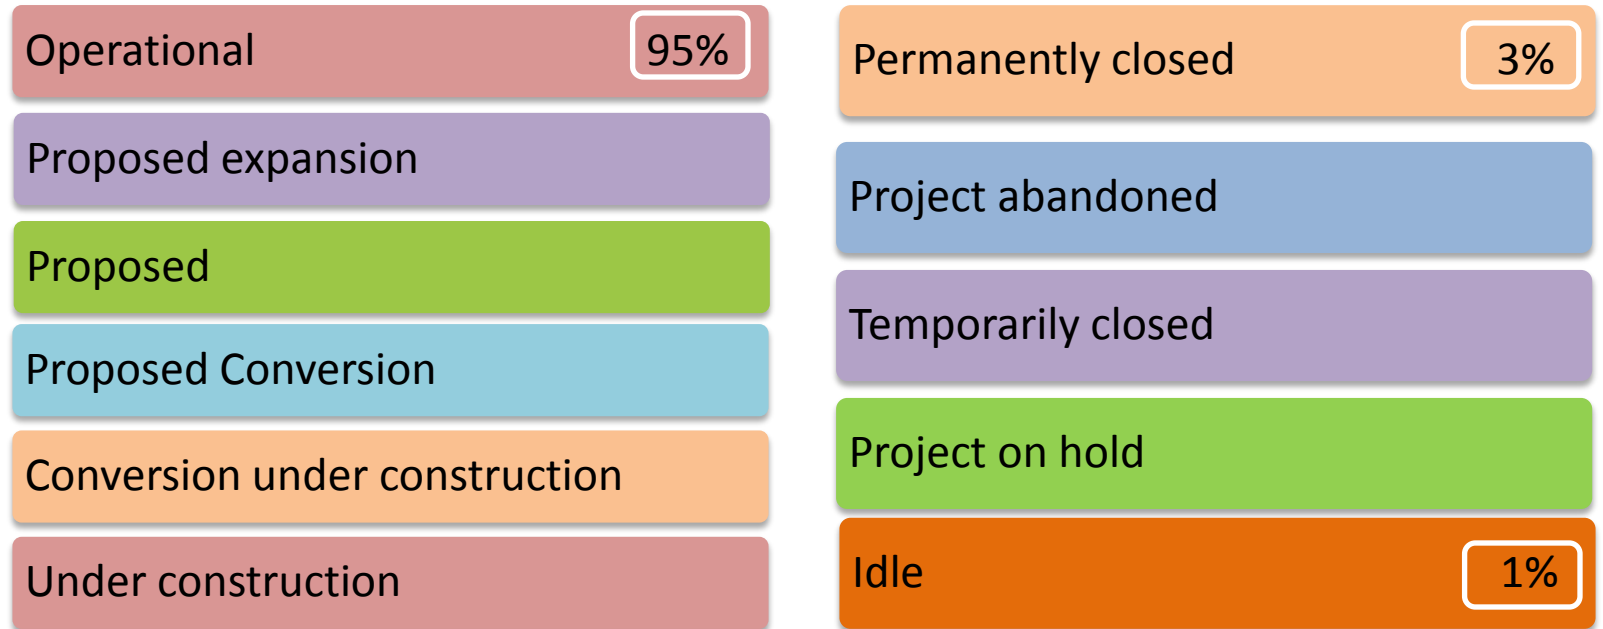 Operational 95%
Proposed expansion
Proposed
Proposed Conversion
Conversion under construction
Under construction
Permanently closed 3%
Project abandoned
Temporarily closed
Project on hold
Idle 1%